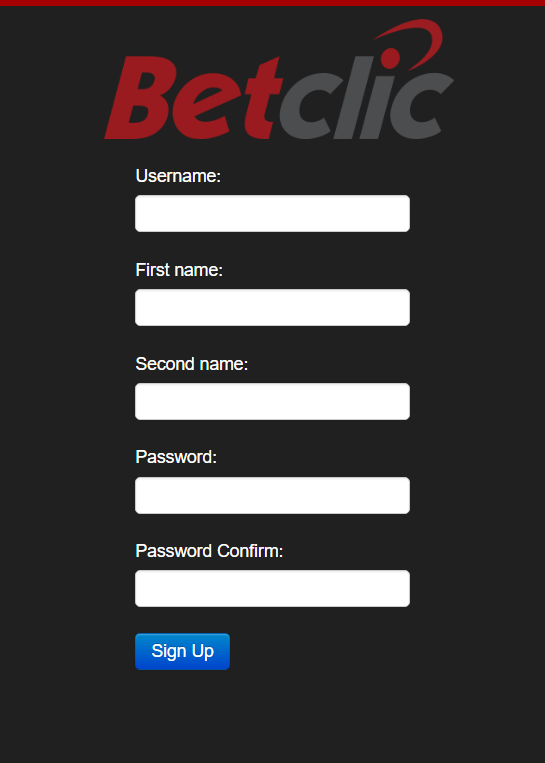 Betclic
Username:
First name:
Second name:
Password:
Password Confirm:
Sign Up